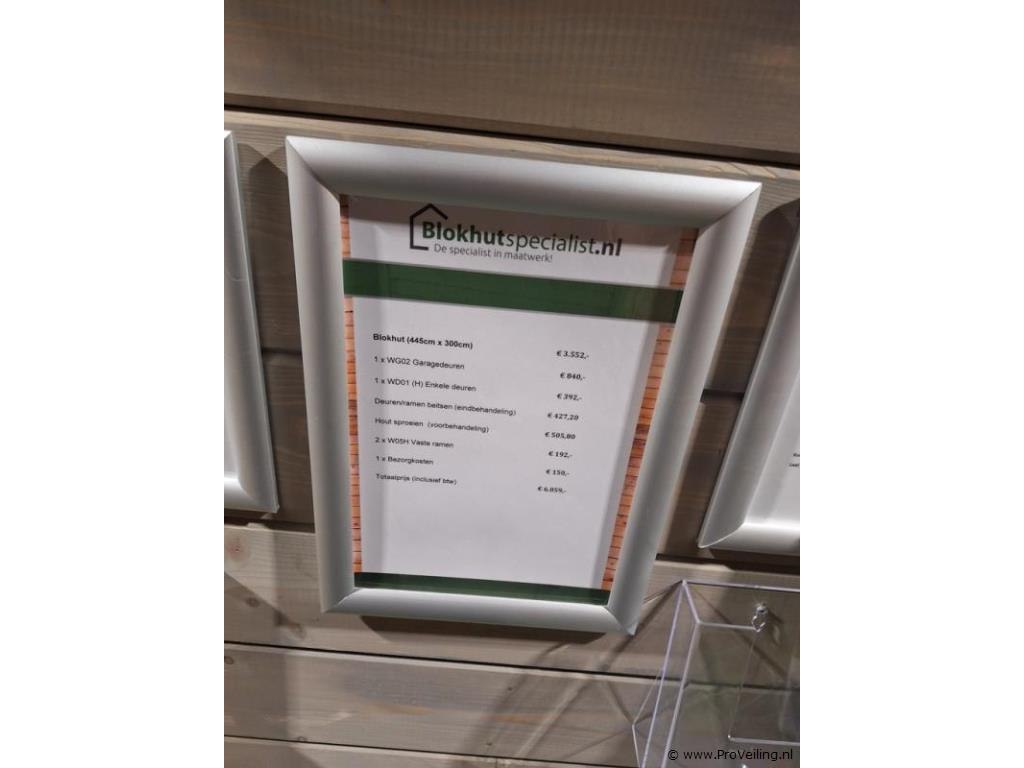 Blokhutspecialist.nl
De specialist in maatwerk!
Blokhut (445cm x 300cm) € 3.552,-
1 x WG02 Garagedeuren € 840,-
1 x WD01 (H) Enkele deuren € 392,-
Deuren/ramen beitsen (eindbehandeling) € 427,20
Hout sproeien (voorbehandeling) € 505,80
2 x W05H Vaste ramen € 192,-
1 x Bezorgkosten € 150,-
Totaalprijs (inclusief btw) € 6.059,-
© www.ProVeiling.nl